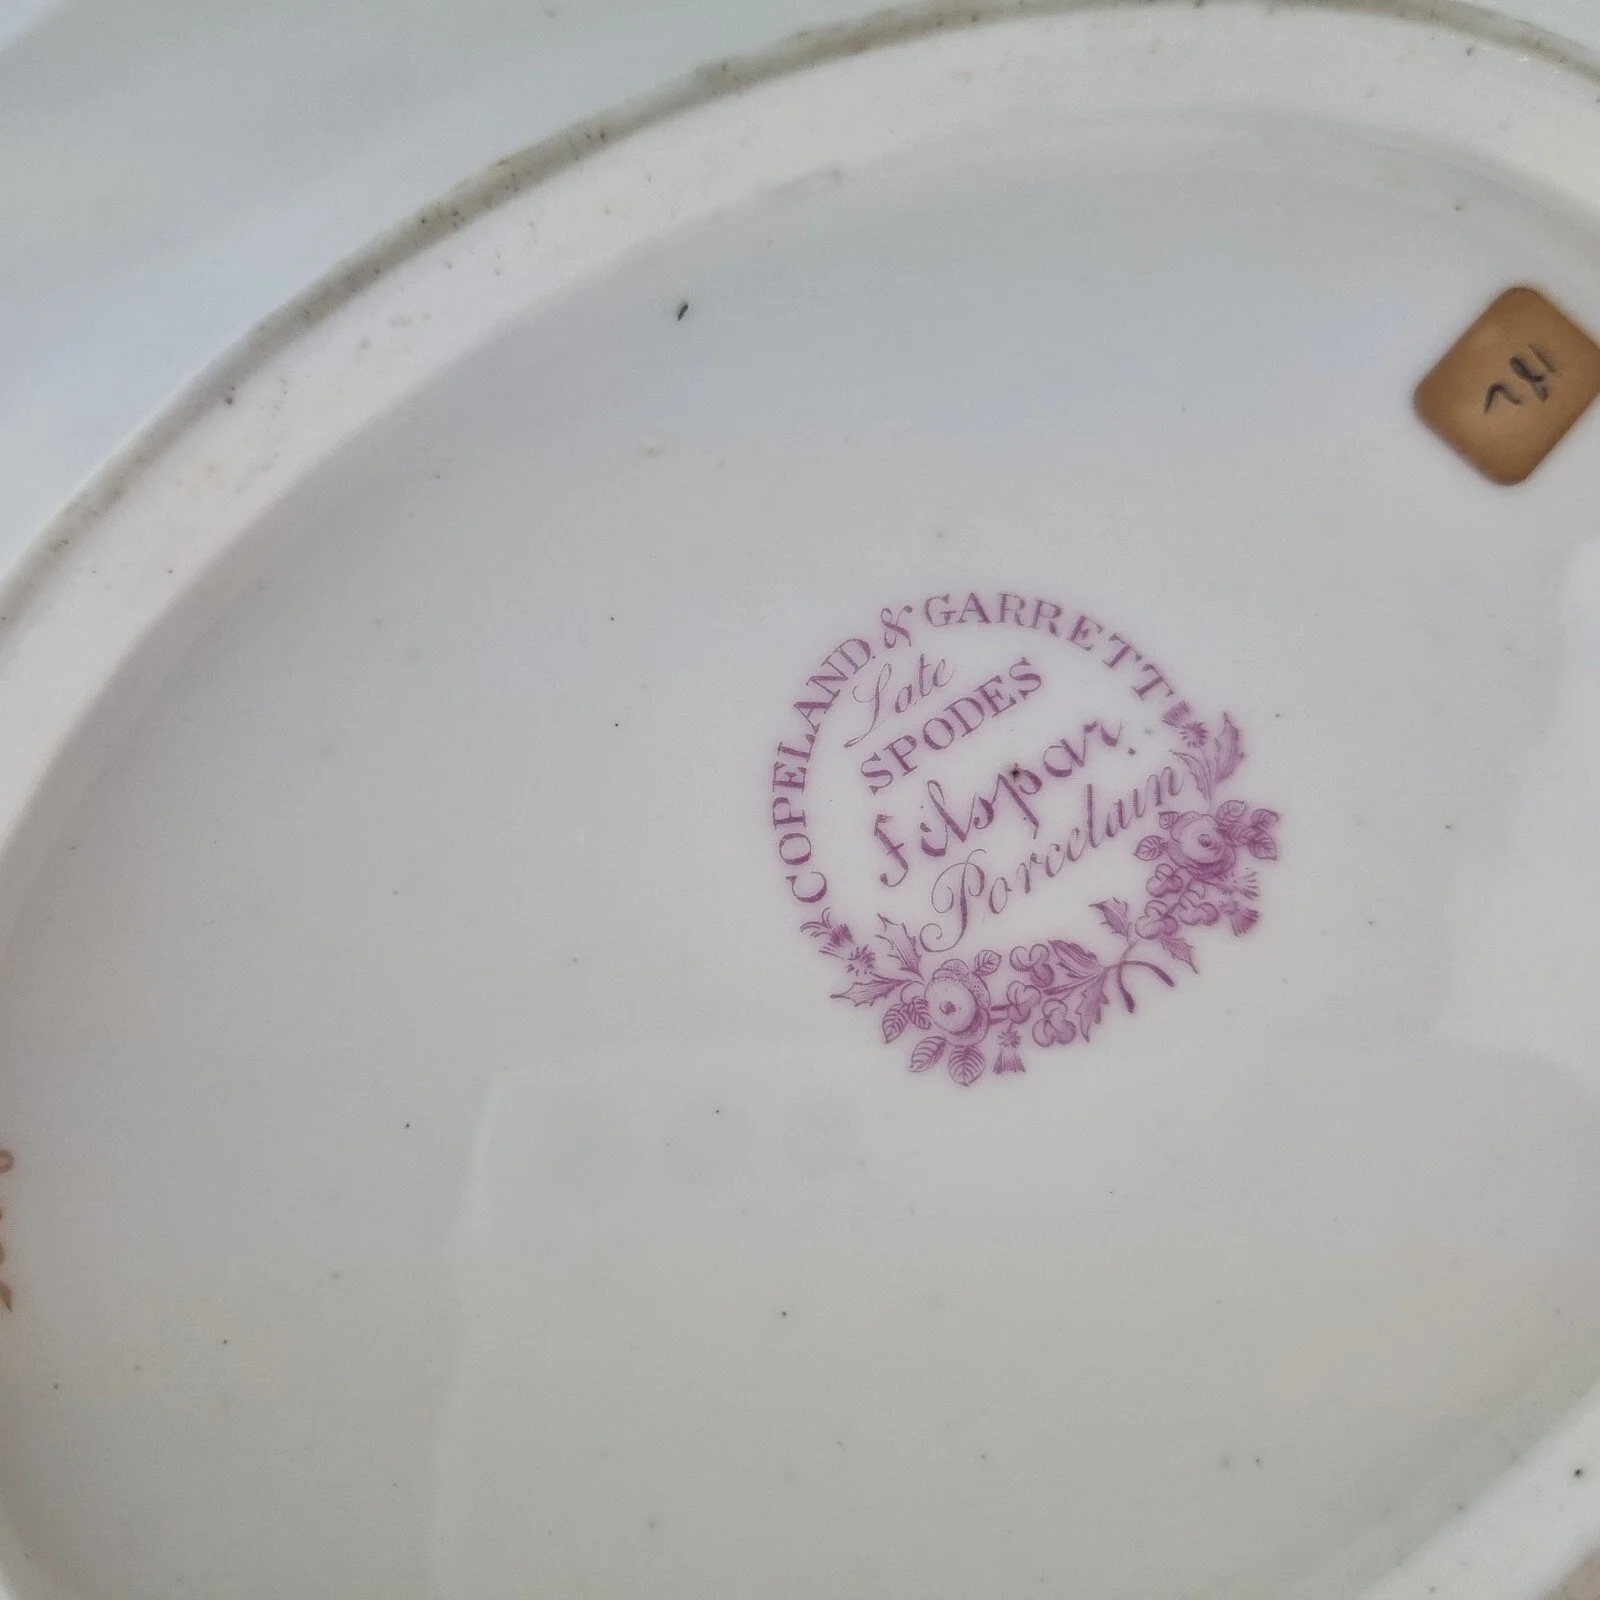 COPELAND & GARRETT
Late
SPODES
Felspar
Porcelain